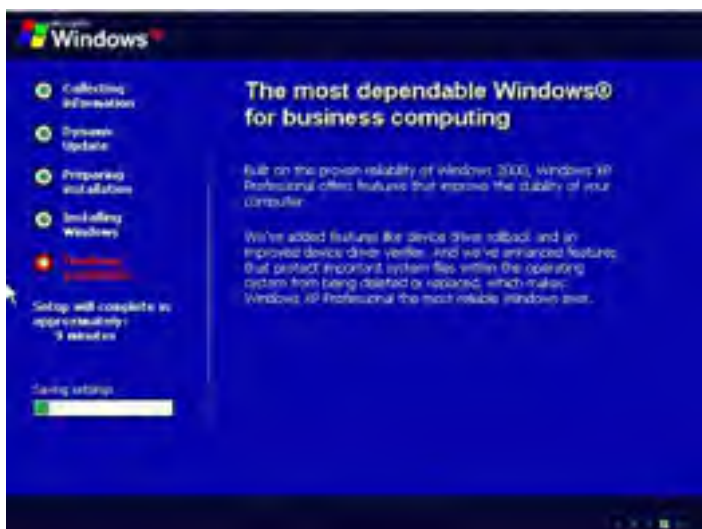 Microsoft
Windows xp
Collecting
information
Dynamic
Update
Preparing
installation
Installing
Windows
Finalizing
installation
Setup will complete in
approximately:
9 minutes
Saving settings
The most dependable Windows®
for business computing
Built on the proven reliability of Windows 2000, Windows XP
Professional offers features that improve the stability of your
computer.
We've added features like device driver rollback and an
improved device driver verifier. And we've enhanced features
that protect important system files within the operating
system from being deleted or replaced, which makes
Windows XP Professional the most reliable Windows ever.